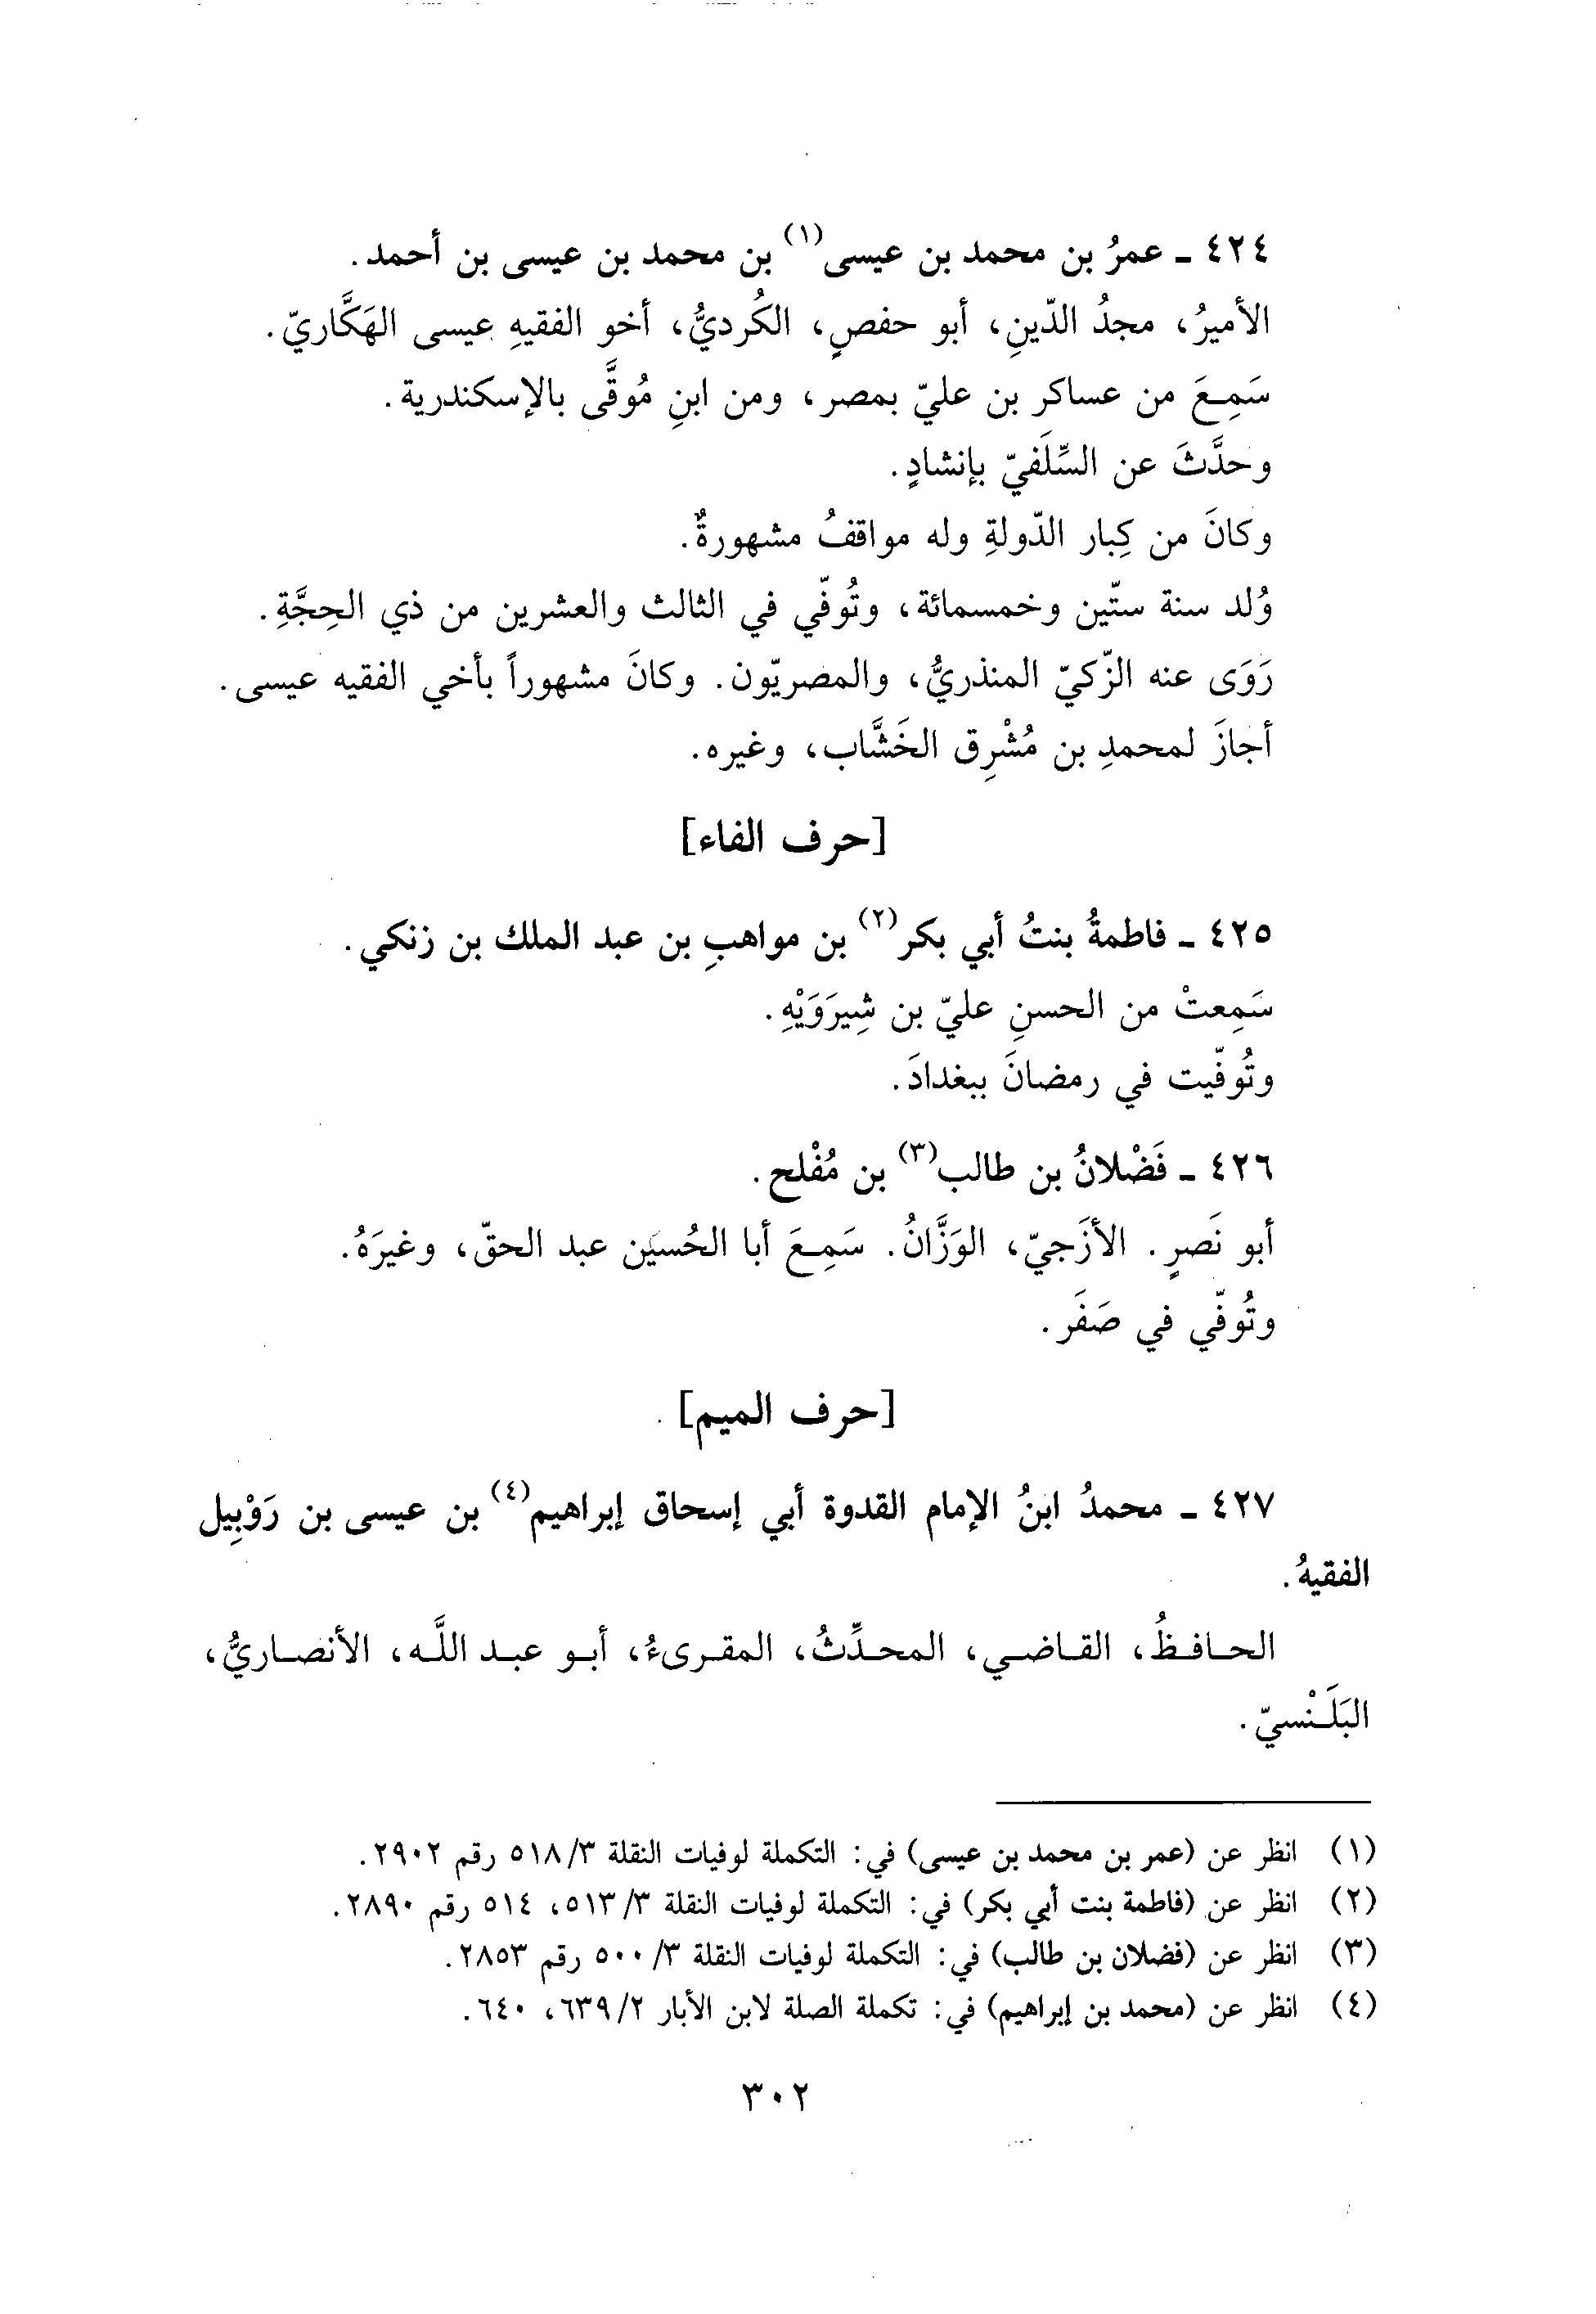 ٤٢٤ ـ عمرُ بن محمد بن عيسى(١) بن محمد بن عيسى بن أحمد.
الأميرُ، مجدُ الدّينِ، أبو حفصٍ، الكُرديُّ، أخو الفقيهِ عيسى الهَكَّاريّ.
سَمِعَ من عساكر بن عليّ بمصر، ومن ابنِ مُوقَّى بالإسكندرية.
وحدَّثَ عن السِّلَفيّ بإنشادٍ.
وكانَ من كِبار الدّولةِ وله مواقفُ مشهورةٌ.
وُلد سنة ستّين وخمسمائة، وتُوفّي في الثالث والعشرين من ذي الحِجَّةِ.
رَوَى عنه الزّكيّ المنذريُّ، والمصريّون. وكانَ مشهوراً بأخي الفقيه عيسى.
أجازَ لمحمدِ بن مُشْرِق الخَشَّاب، وغيره.
[حرف الفاء]
٤٢٥ ـ فاطمةُ بنتُ أبي بكر(٢) بن مواهبِ بن عبد الملك بن زنكي.
سَمِعتْ من الحسنِ عليّ بن شِيرَوَيْهِ.
وتُوفّيت في رمضانَ ببغدادَ.
٤٢٦ ـ فَضْلانُ بن طالب(٣) بن مُفْلح.
أبو نَصرٍ. الأزَجيّ، الوَزَّانُ. سَمِعَ أبا الحُسَين عبد الحقّ، وغيرَهُ.
وتُوفّي في صَفَر.
[حرف الميم]
٤٢٧ ـ محمدُ ابنُ الإمام القدوة أبي إسحاق إبراهيم(٤) بن عيسى بن رَوْبِيل
الفقيهُ.
الحافظُ، القاضي، المحدِّثُ، المقرىءُ، أبو عبد اللَّه، الأنصاريُّ،
البَلَنْسيّ.
(١) انظر عن (عمر بن محمد بن عيسى) في: التكملة لوفيات النقلة ٣/ ٥١٨ رقم ٢٩٠٢.
(٢) انظر عن (فاطمة بنت أبي بكر) في: التكملة لوفيات النقلة ٣/ ٥١٣، ٥١٤ رقم ٢٨٩٠.
(٣) انظر عن (فضلان بن طالب) في: التكملة لوفيات النقلة ٣/ ٥٠٠ رقم ٢٨٥٣.
(٤) انظر عن (محمد بن إبراهيم) في: تكملة الصلة لابن الأبار ٢/ ٦٣٩، ٦٤٠.
٣٠٢